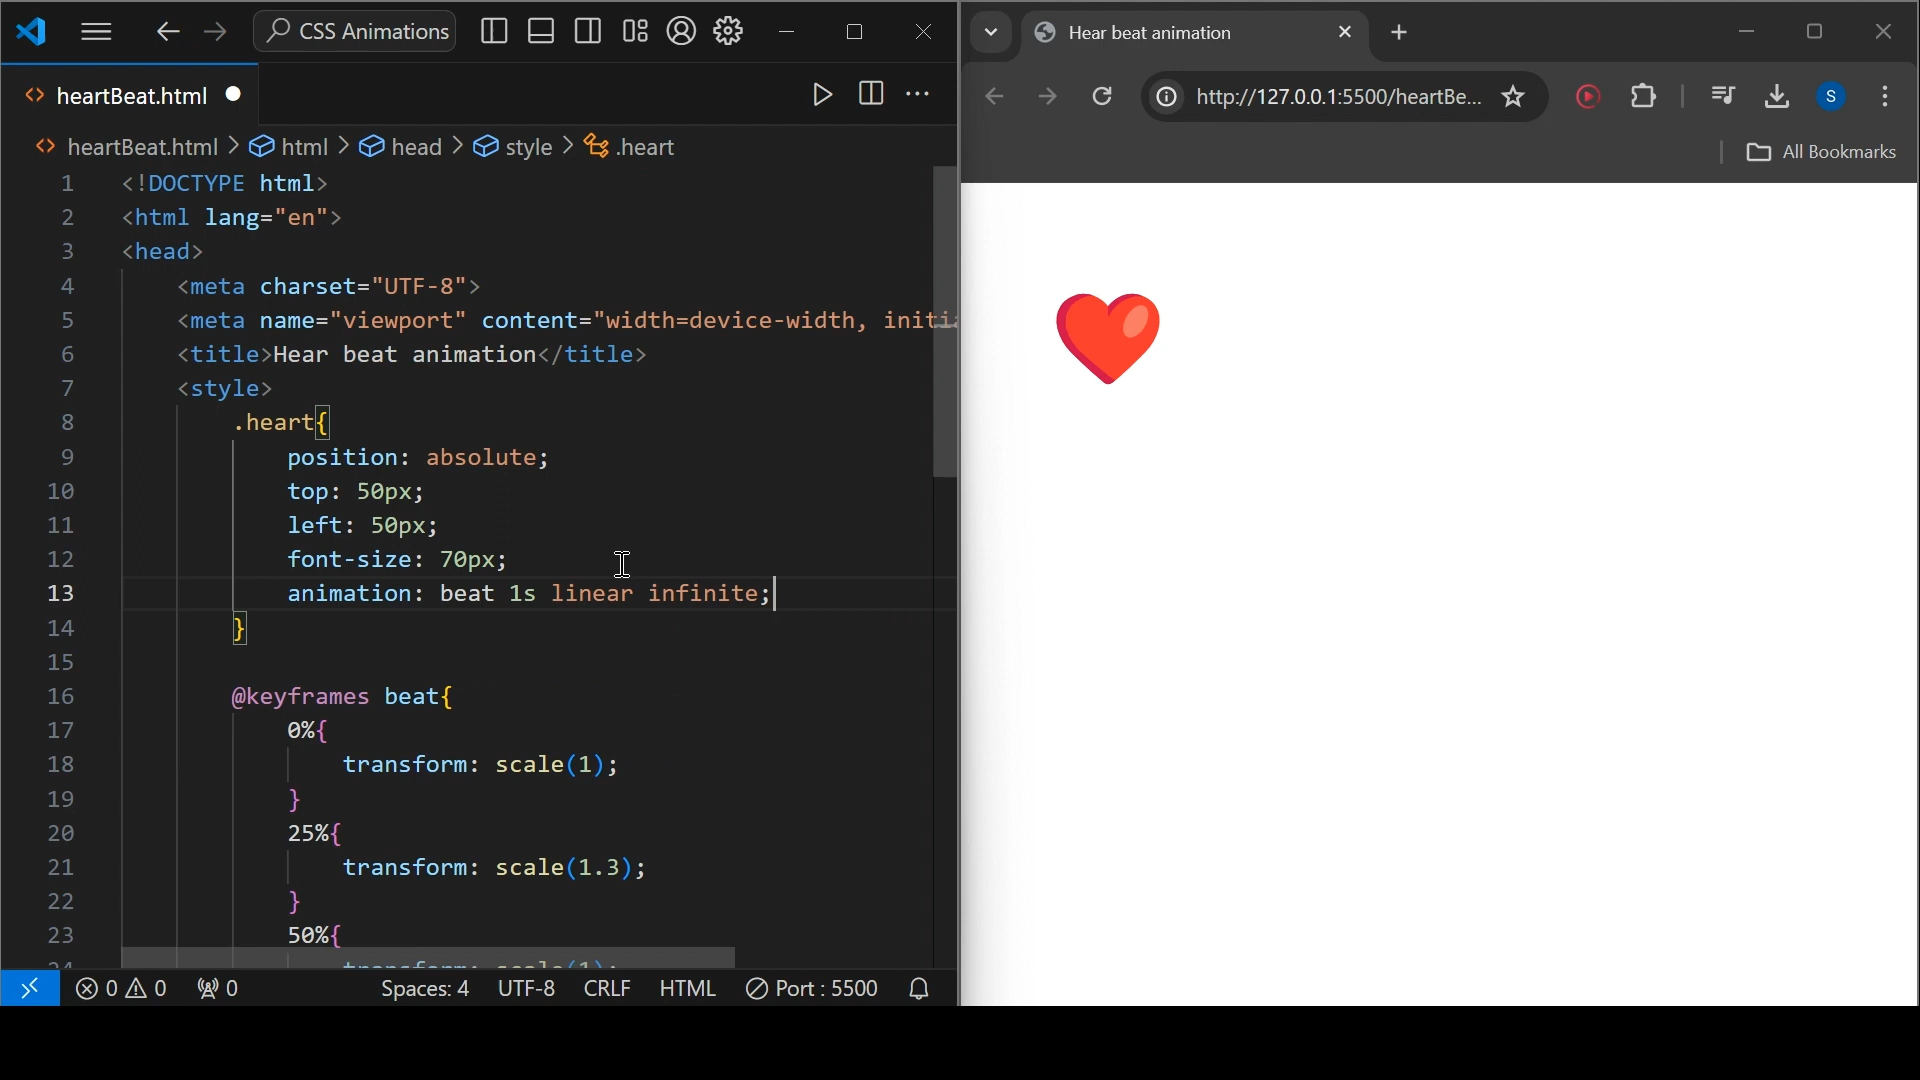 CSS Animations
heartBeat.html
heartBeat.html > html > head > style > .heart
1 <!DOCTYPE html>
2 <html lang="en">
3 <head>
4 <meta charset="UTF-8">
5 <meta name="viewport" content="width=device-width, initi
6 <title>Hear beat animation</title>
7 <style>
8 .heart{
9 position: absolute;
10 top: 50px;
11 left: 50px;
12 font-size: 70px;
13 animation: beat 1s linear infinite;
14 }
15
16 @keyframes beat{
17 0%{
18 transform: scale(1);
19 }
20 25%{
21 transform: scale(1.3);
22 }
23 50%{
24 transform: scale(1);
0 0 0 Spaces: 4 UTF-8 CRLF HTML Port : 5500
Hear beat animation
http://127.0.0.1:5500/heartBe... S
All Bookmarks